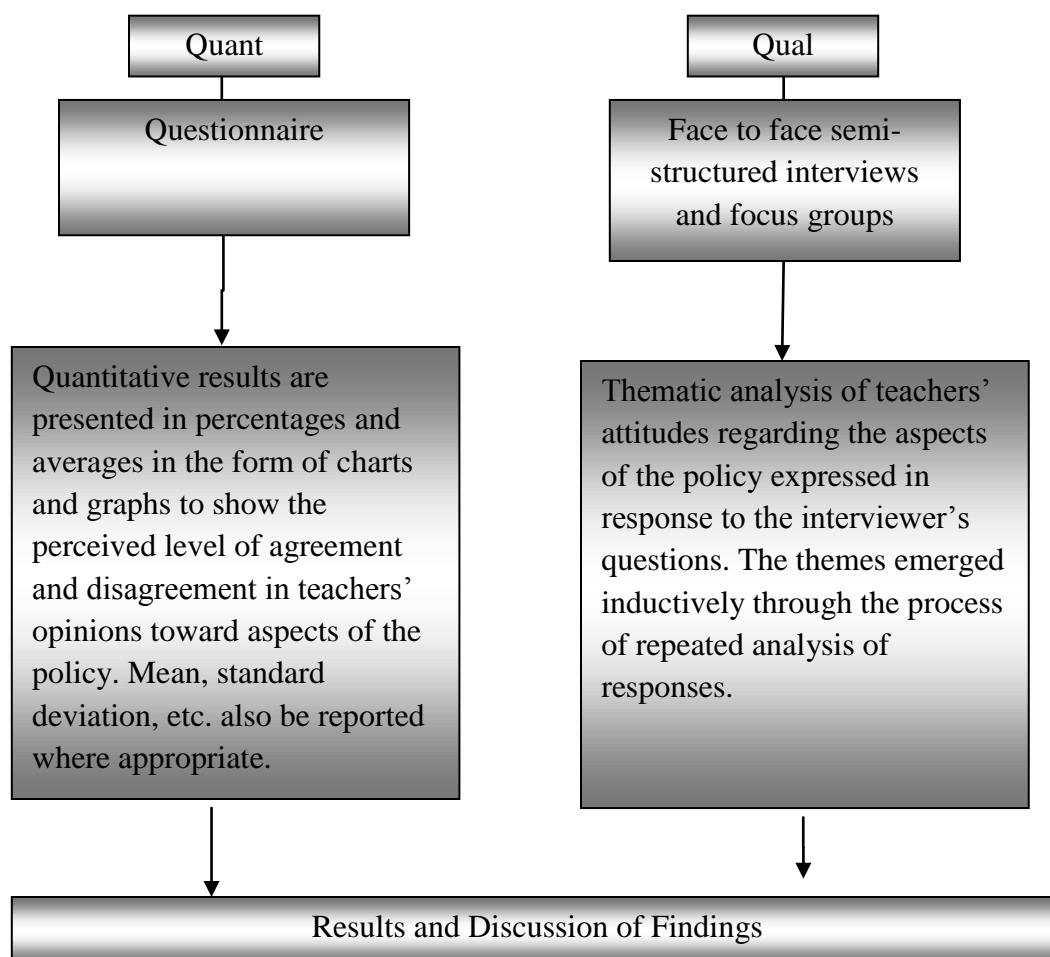 Quant
Questionnaire
Quantitative results are
presented in percentages and
averages in the form of charts
and graphs to show the
perceived level of agreement
and disagreement in teachers’
opinions toward aspects of the
policy. Mean, standard
deviation, etc. also be reported
where appropriate.
Qual
Face to face semi-
structured interviews
and focus groups
Thematic analysis of teachers’
attitudes regarding the aspects
of the policy expressed in
response to the interviewer’s
questions. The themes emerged
inductively through the process
of repeated analysis of
responses.
Results and Discussion of Findings